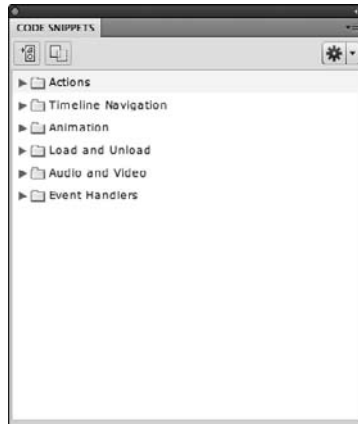 CODE SNIPPETS
Actions
Timeline Navigation
Animation
Load and Unload
Audio and Video
Event Handlers